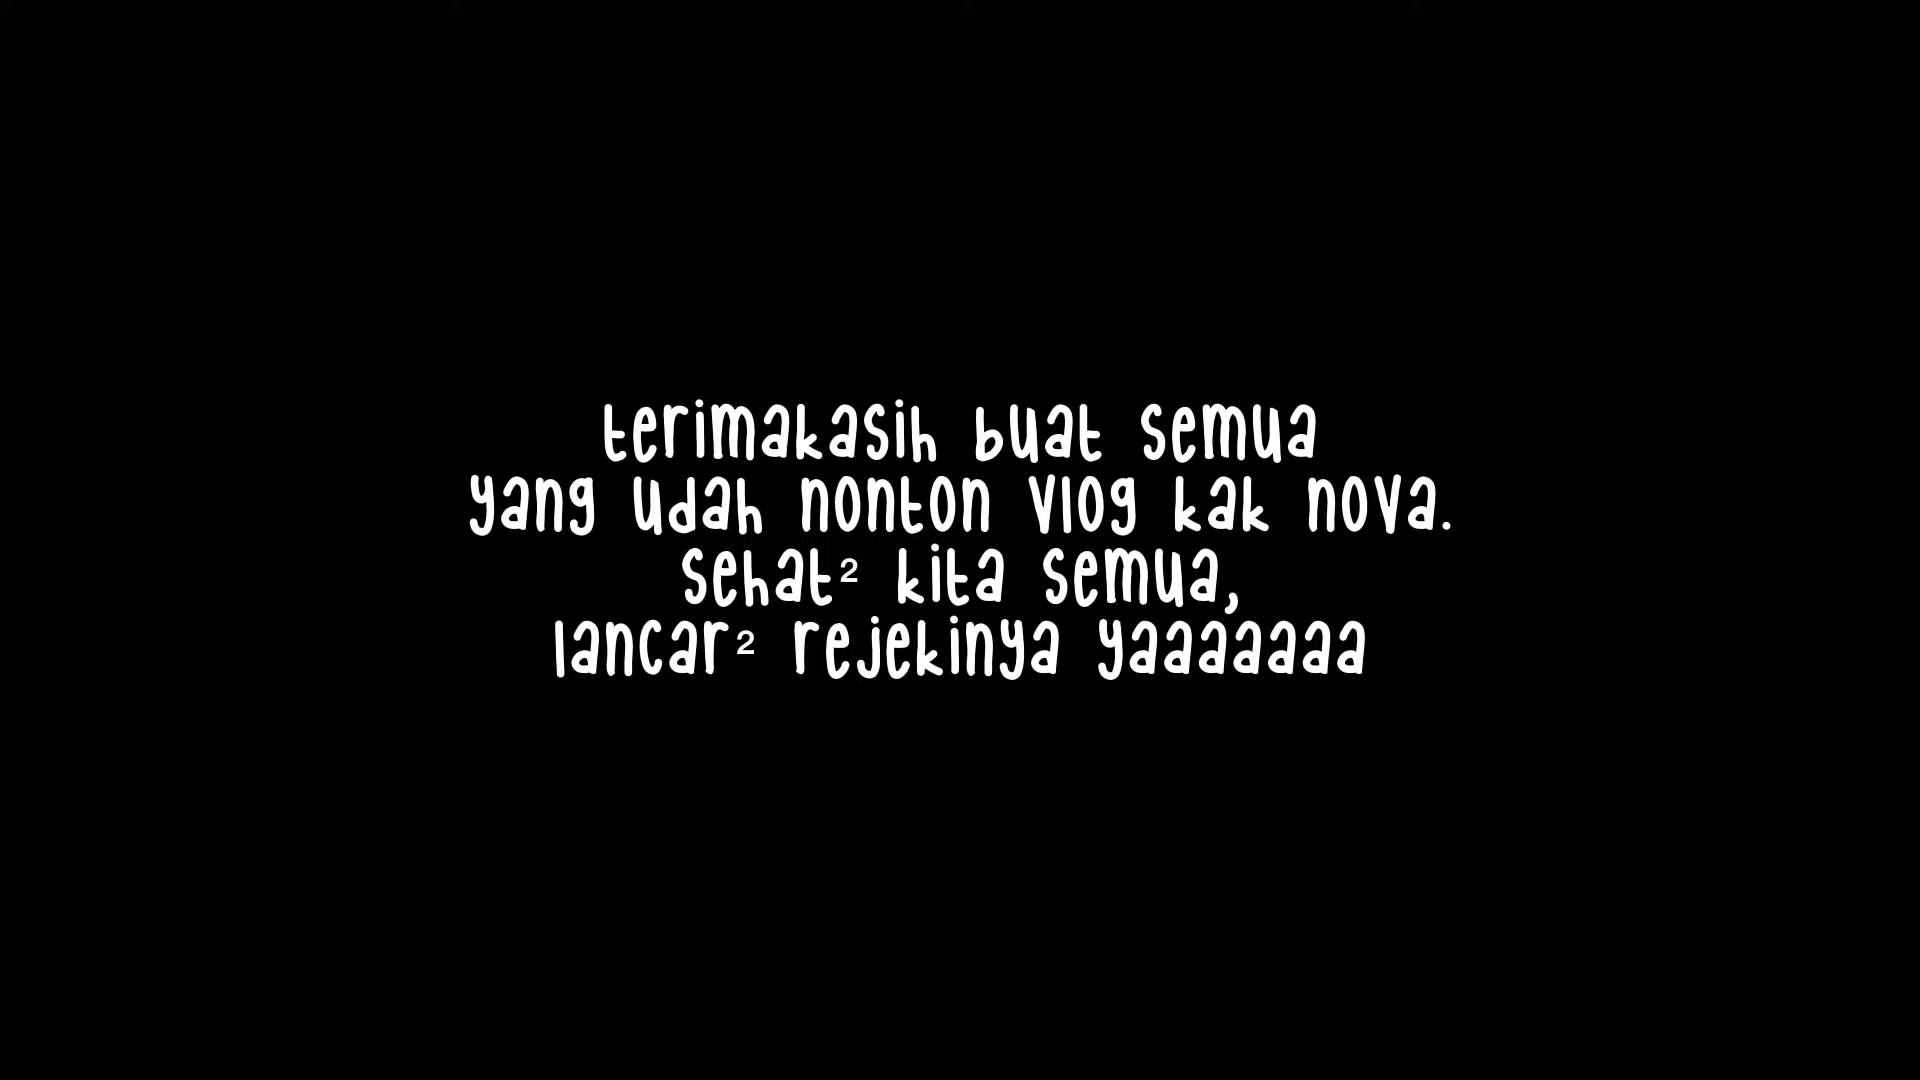 terimakasih buat semua
yang udah nonton vlog kak nova.
sehat² kita semua,
lancar² rejekinya yaaaaaaa